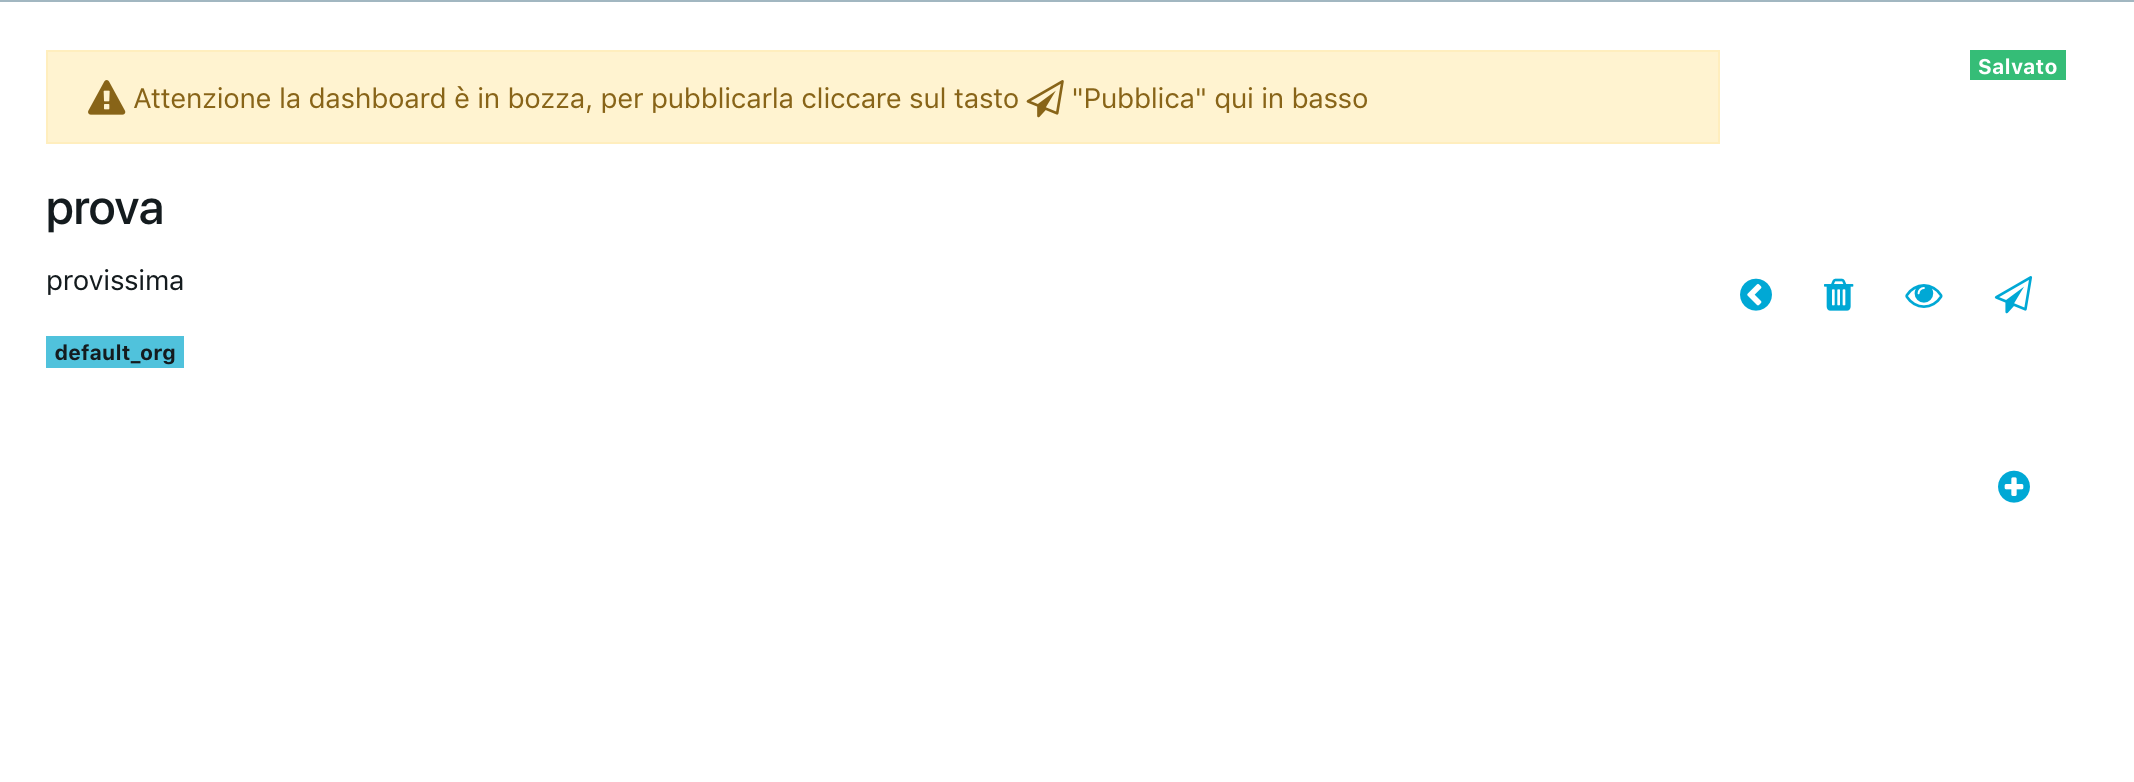 Attenzione la dashboard è in bozza, per pubblicarla cliccare sul tasto "Pubblica" qui in basso
Salvato
prova
provissima
default_org